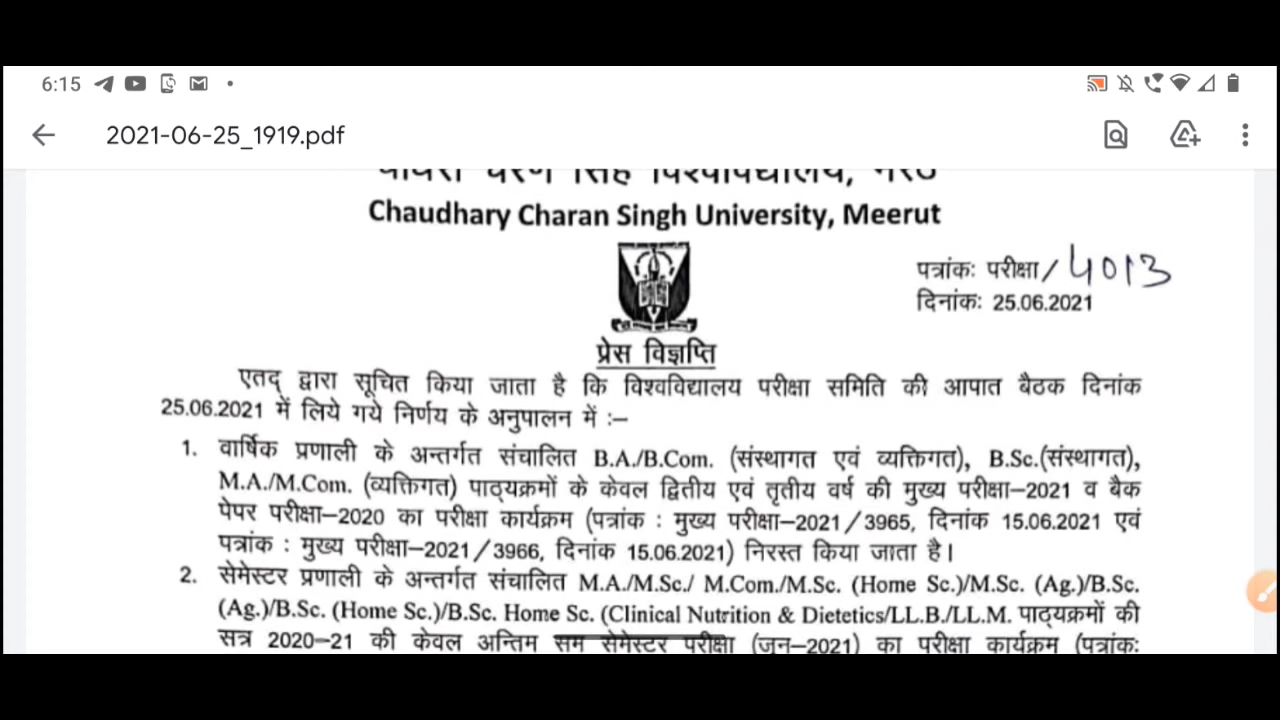 6:15
2021-06-25_1919.pdf
चौधरी चरण सिंह विश्वविद्यालय, मेरठ
Chaudhary Charan Singh University, Meerut
पत्रांकः परीक्षा/4013
दिनांकः 25.06.2021
प्रेस विज्ञप्ति
एतद् द्वारा सूचित किया जाता है कि विश्वविद्यालय परीक्षा समिति की आपात बैठक दिनांक
25.06.2021 में लिये गये निर्णय के अनुपालन में :–
1. वार्षिक प्रणाली के अन्तर्गत संचालित B.A./B.Com. (संस्थागत एवं व्यक्तिगत), B.Sc.(संस्थागत),
M.A./M.Com. (व्यक्तिगत) पाठ्यक्रमों के केवल द्वितीय एवं तृतीय वर्ष की मुख्य परीक्षा–2021 व बैक
पेपर परीक्षा–2020 का परीक्षा कार्यक्रम (पत्रांक : मुख्य परीक्षा–2021/3965, दिनांक 15.06.2021 एवं
पत्रांक : मुख्य परीक्षा–2021/3966, दिनांक 15.06.2021) निरस्त किया जाता है।
2. सेमेस्टर प्रणाली के अन्तर्गत संचालित M.A./M.Sc./ M.Com./M.Sc. (Home Sc.)/M.Sc. (Ag.)/B.Sc.
(Ag.)/B.Sc. (Home Sc.)/B.Sc. Home Sc. (Clinical Nutrition & Dietetics/LL.B./LL.M. पाठ्यक्रमों की
सत्र 2020–21 की केवल अन्तिम सम सेमेस्टर परीक्षा (जून–2021) का परीक्षा कार्यक्रम (पत्रांक: